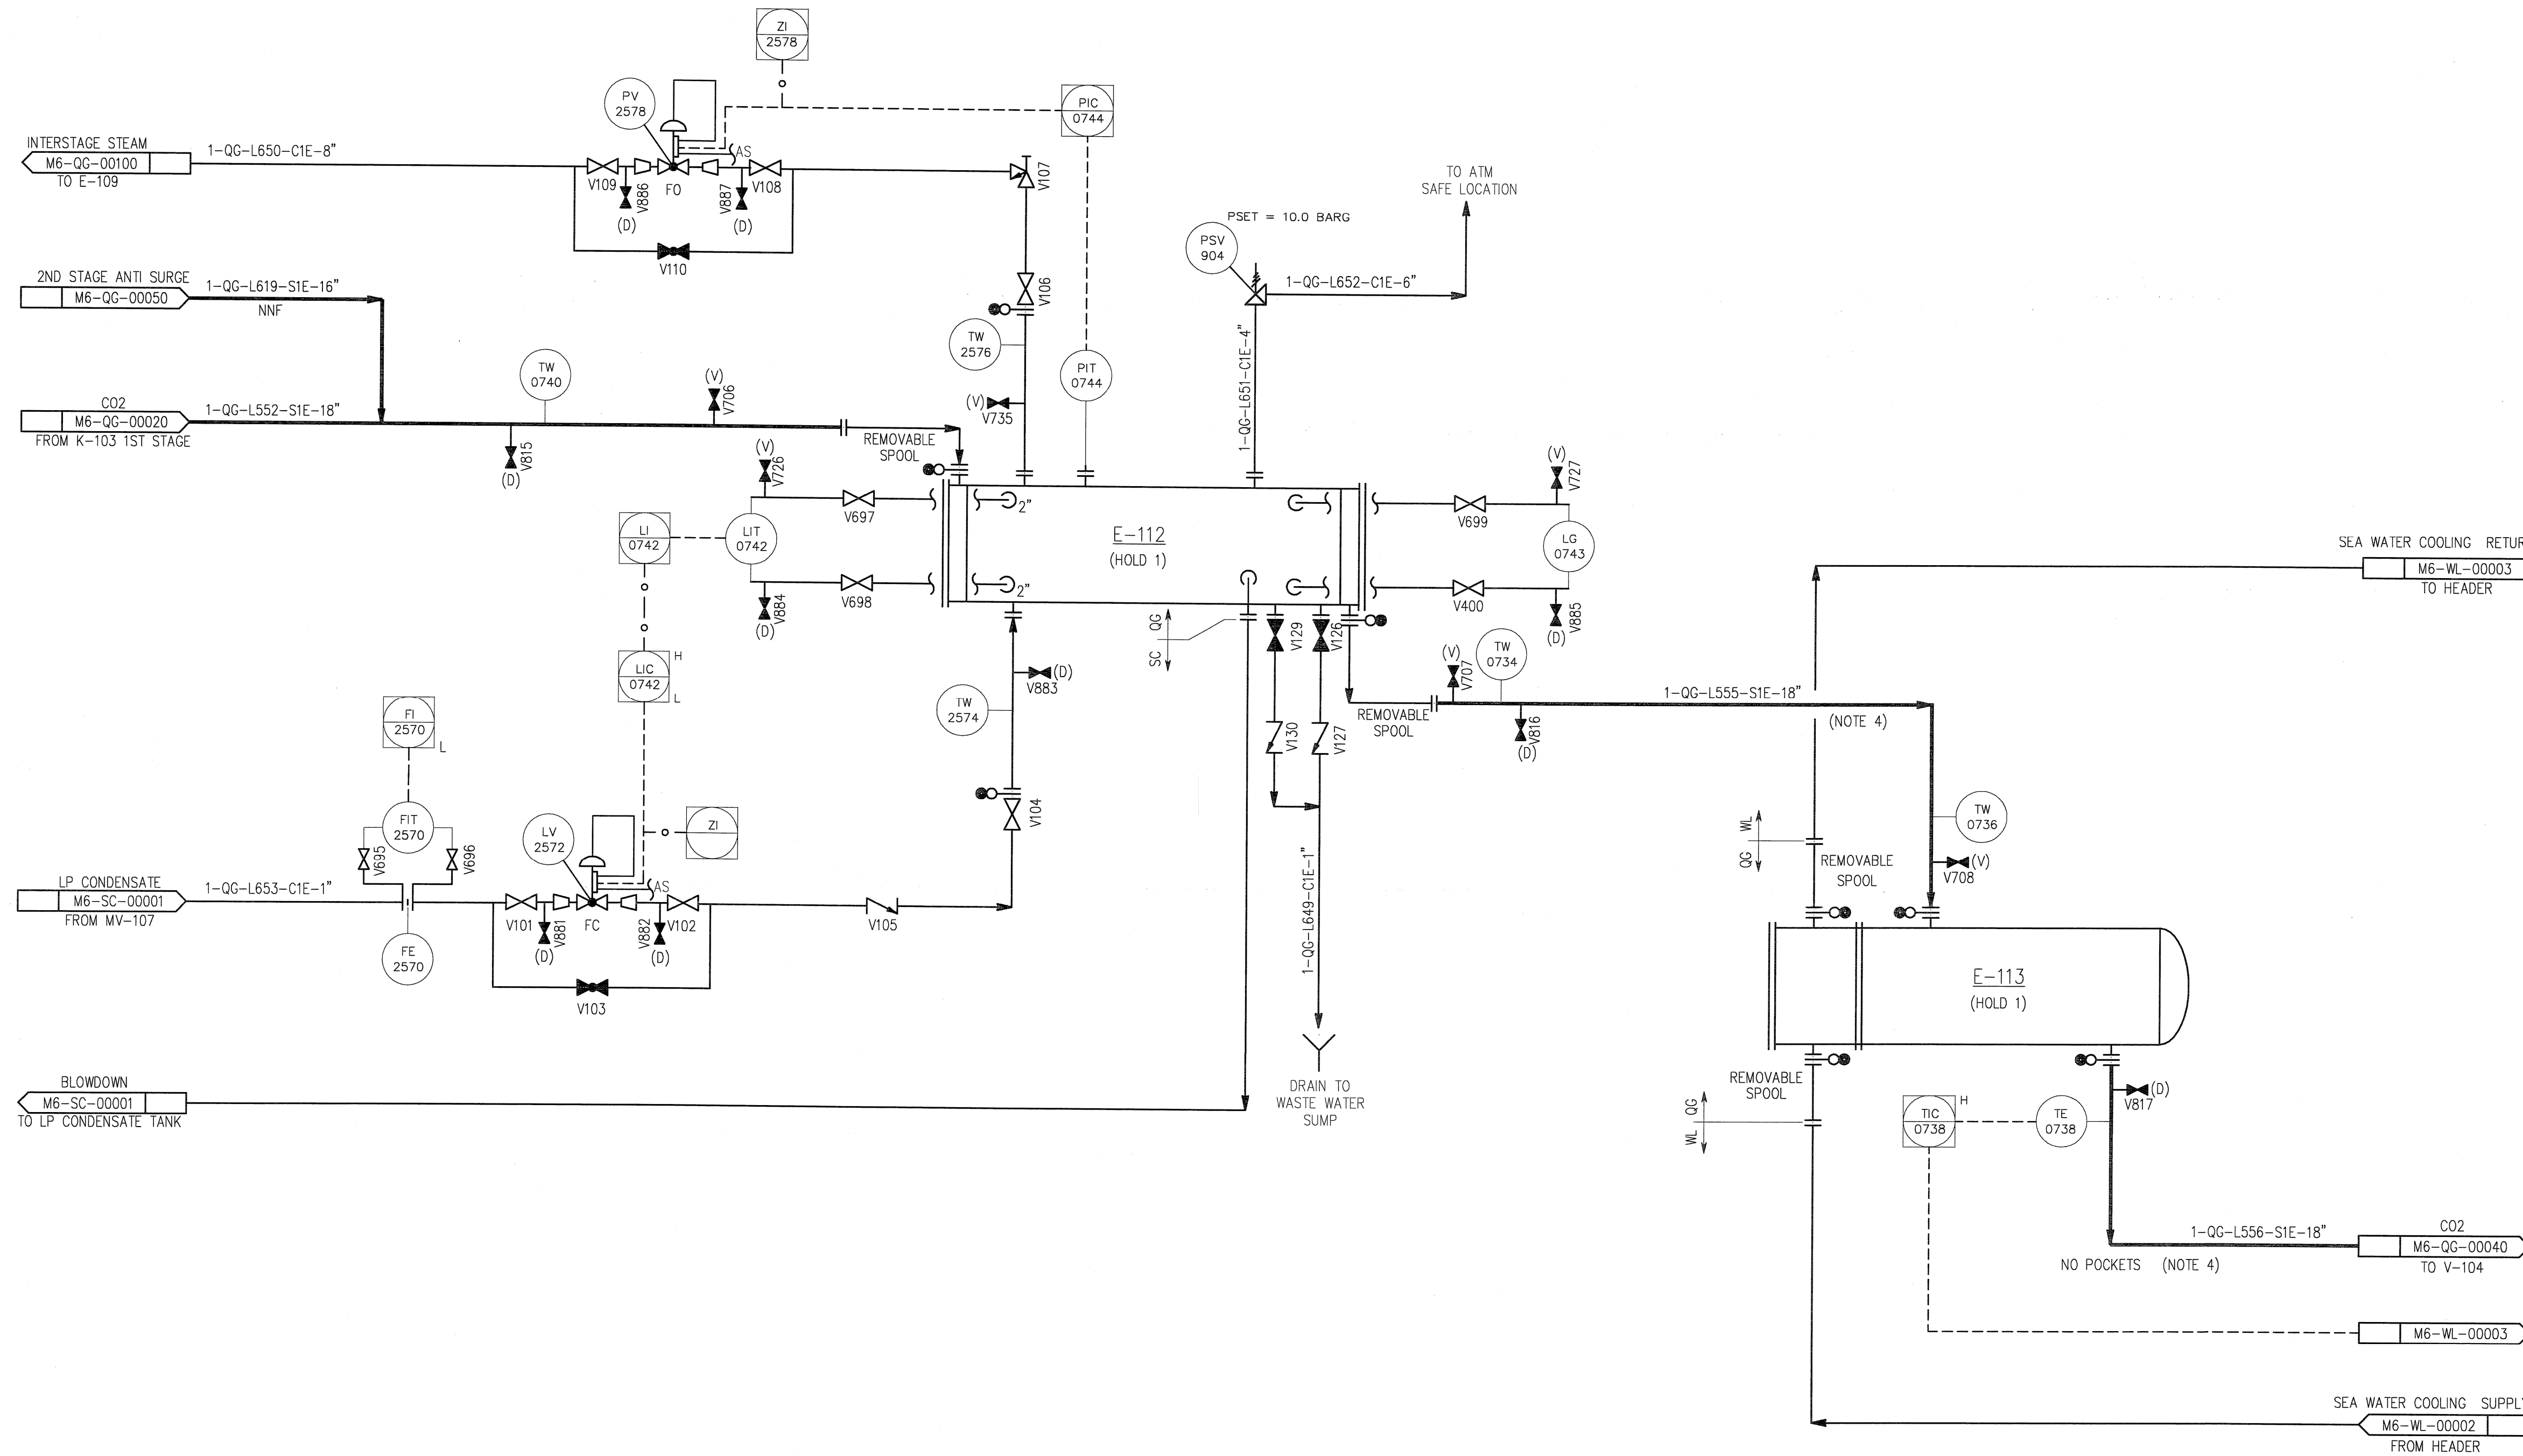 ZI
2578
PV
2578
PIC
0744
INTERSTAGE STEAM
M6-QG-00100
TO E-109
1-QG-L650-C1E-8"
AS
V109
V886
(D)
FO
V887
(D)
V108
V110
V107
TO ATM
SAFE LOCATION
PSET = 10.0 BARG
PSV
904
1-QG-L652-C1E-6"
1-QG-L651-C1E-4"
2ND STAGE ANTI SURGE
M6-QG-00050
1-QG-L619-S1E-16"
NNF
V106
TW
2576
PIT
0744
(V)
V735
TW
0740
(V)
V706
CO2
M6-QG-00020
FROM K-103 1ST STAGE
1-QG-L552-S1E-18"
V815
(D)
REMOVABLE
SPOOL
(V)
V726
V697
2"
LI
0742
LIT
0742
E-112
(HOLD 1)
V698
2"
V884
(D)
(V)
V727
V699
LG
0743
V400
V885
(D)
SEA WATER COOLING RETUR
M6-WL-00003
TO HEADER
QG
SC
V129
V126
LIC
0742
H
L
(D)
V883
TW
2574
(V)
V707
TW
0734
1-QG-L555-S1E-18"
(NOTE 4)
REMOVABLE
SPOOL
V816
(D)
V130
V127
FI
2570
L
FIT
2570
V695
V696
LV
2572
ZI
V104
WL
QG
REMOVABLE
SPOOL
TW
0736
(V)
V708
LP CONDENSATE
M6-SC-00001
FROM MV-107
1-QG-L653-C1E-1"
AS
V101
V881
(D)
FC
V882
(D)
V102
V105
FE
2570
V103
1-QG-L649-C1E-1"
E-113
(HOLD 1)
DRAIN TO
WASTE WATER
SUMP
BLOWDOWN
M6-SC-00001
TO LP CONDENSATE TANK
REMOVABLE
SPOOL
QG
WL
(D)
V817
TIC
0738
H
TE
0738
1-QG-L556-S1E-18"
NO POCKETS (NOTE 4)
CO2
M6-QG-00040
TO V-104
M6-WL-00003
SEA WATER COOLING SUPPL
M6-WL-00002
FROM HEADER